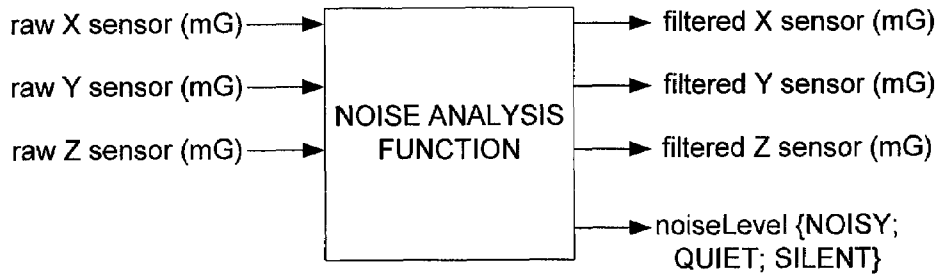 raw X sensor (mG)
raw Y sensor (mG)
raw Z sensor (mG)
NOISE ANALYSIS
FUNCTION
filtered X sensor (mG)
filtered Y sensor (mG)
filtered Z sensor (mG)
noiseLevel {NOISY;
QUIET; SILENT}